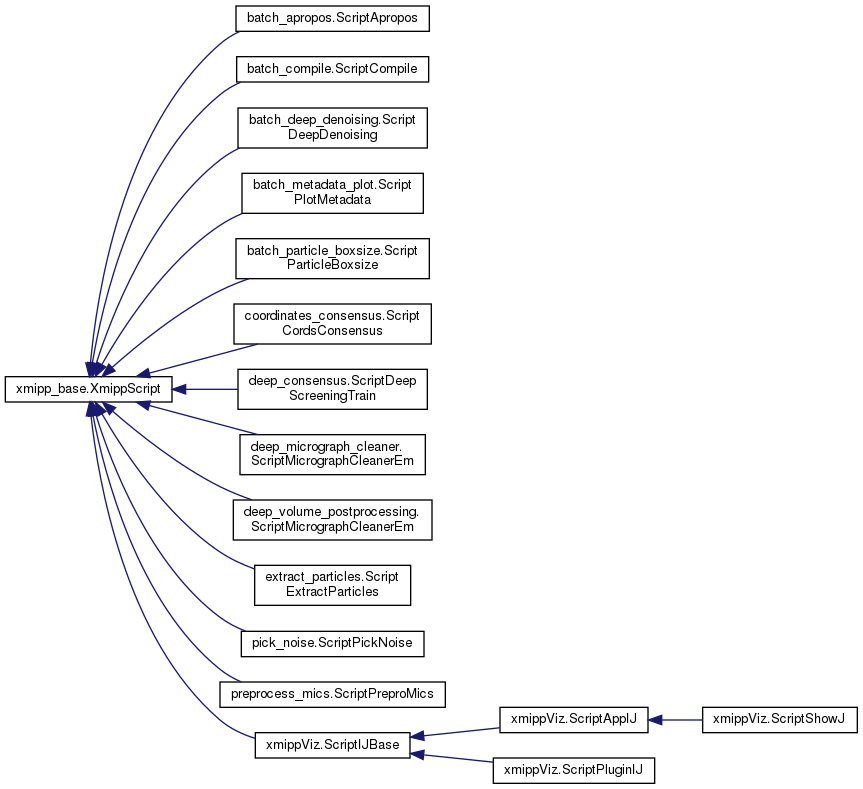 batch_apropos.ScriptApropos
batch_compile.ScriptCompile
batch_deep_denoising.Script
DeepDenoising
batch_metadata_plot.Script
PlotMetadata
batch_particle_boxsize.Script
ParticleBoxsize
coordinates_consensus.Script
CordsConsensus
xmipp_base.XmippScript
deep_consensus.ScriptDeep
ScreeningTrain
deep_micrograph_cleaner.
ScriptMicrographCleanerEm
deep_volume_postprocessing.
ScriptMicrographCleanerEm
extract_particles.Script
ExtractParticles
pick_noise.ScriptPickNoise
preprocess_mics.ScriptPreproMics
xmippViz.ScriptIJBase
xmippViz.ScriptAppIJ
xmippViz.ScriptShowJ
xmippViz.ScriptPluginIJ